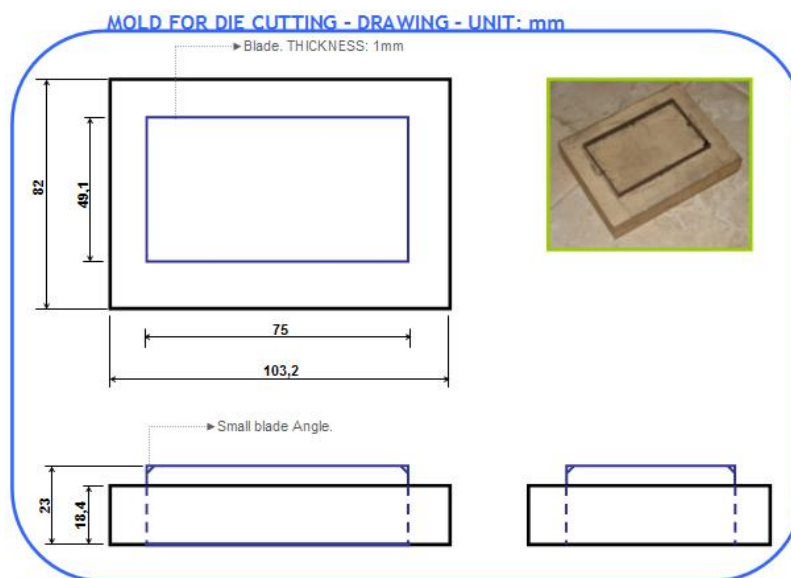 MOLD FOR DIE CUTTING - DRAWING - UNIT: mm
Blade. THICKNESS: 1mm
82
49,1
75
103,2
Small blade Angle.
23
18,4